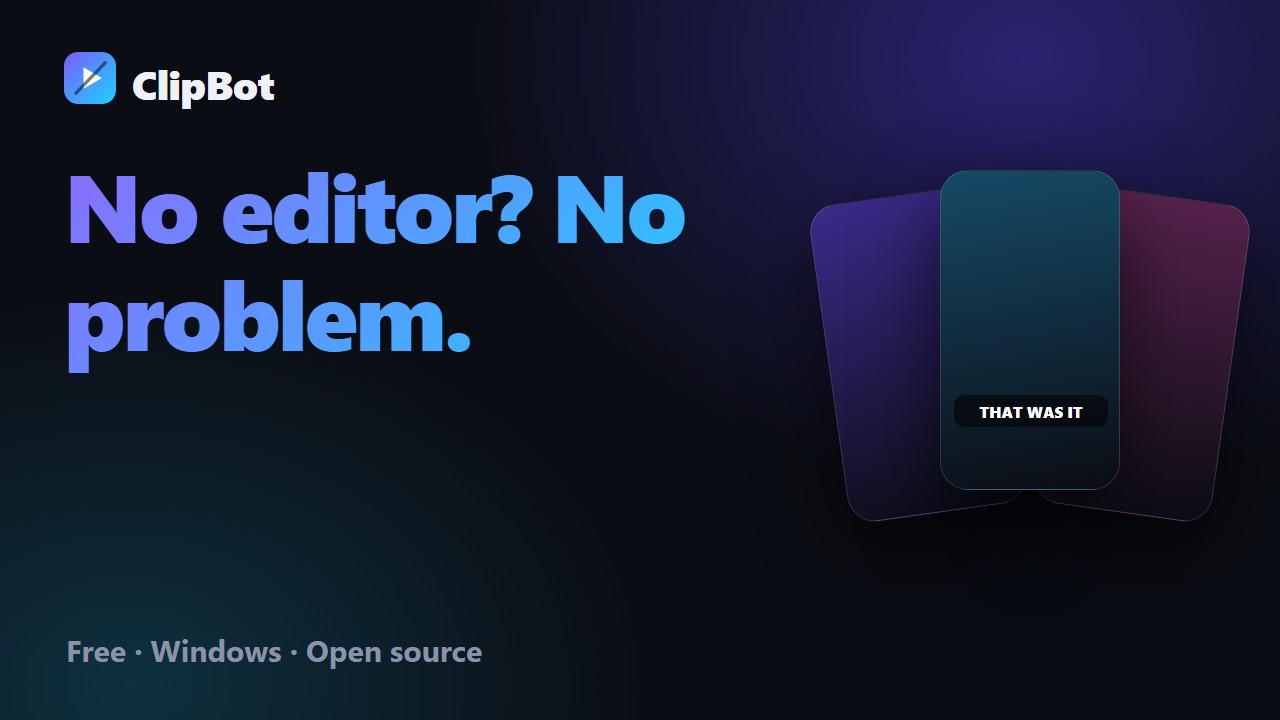 ClipBot
No editor? No
problem.
THAT WAS IT
Free · Windows · Open source